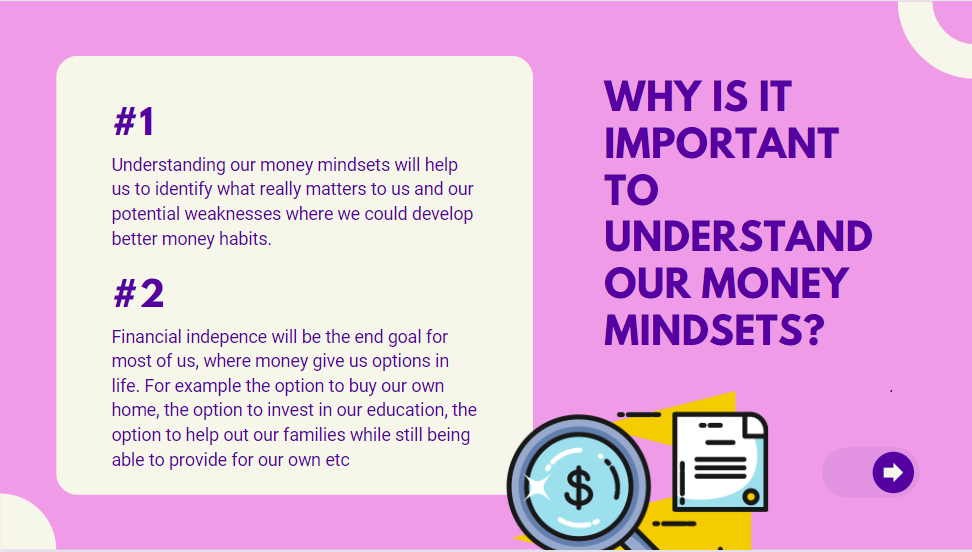 #1
Understanding our money mindsets will help
us to identify what really matters to us and our
potential weaknesses where we could develop
better money habits.
#2
Financial indepence will be the end goal for
most of us, where money give us options in
life. For example the option to buy our own
home, the option to invest in our education, the
option to help out our families while still being
able to provide for our own etc
WHY IS IT
IMPORTANT
TO
UNDERSTAND
OUR MONEY
MINDSETS?
$